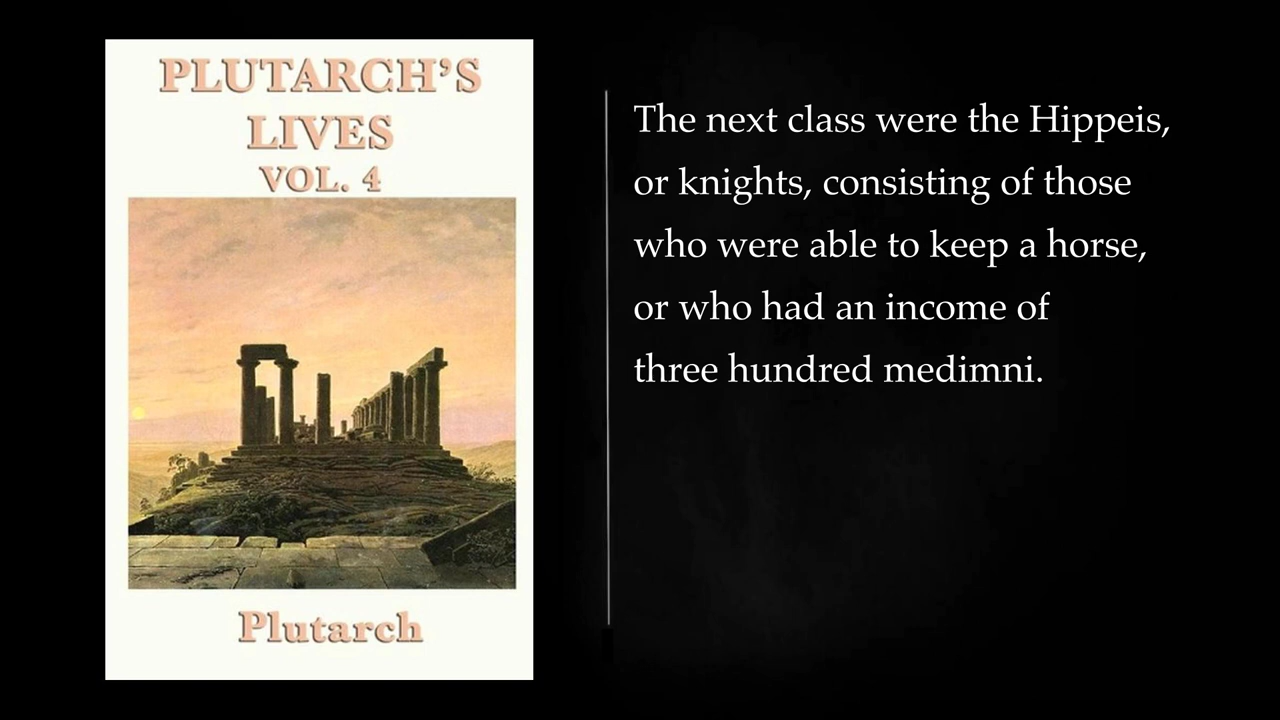 PLUTARCH'S
LIVES
VOL. 4
Plutarch
The next class were the Hippeis,
or knights, consisting of those
who were able to keep a horse,
or who had an income of
three hundred medimni.